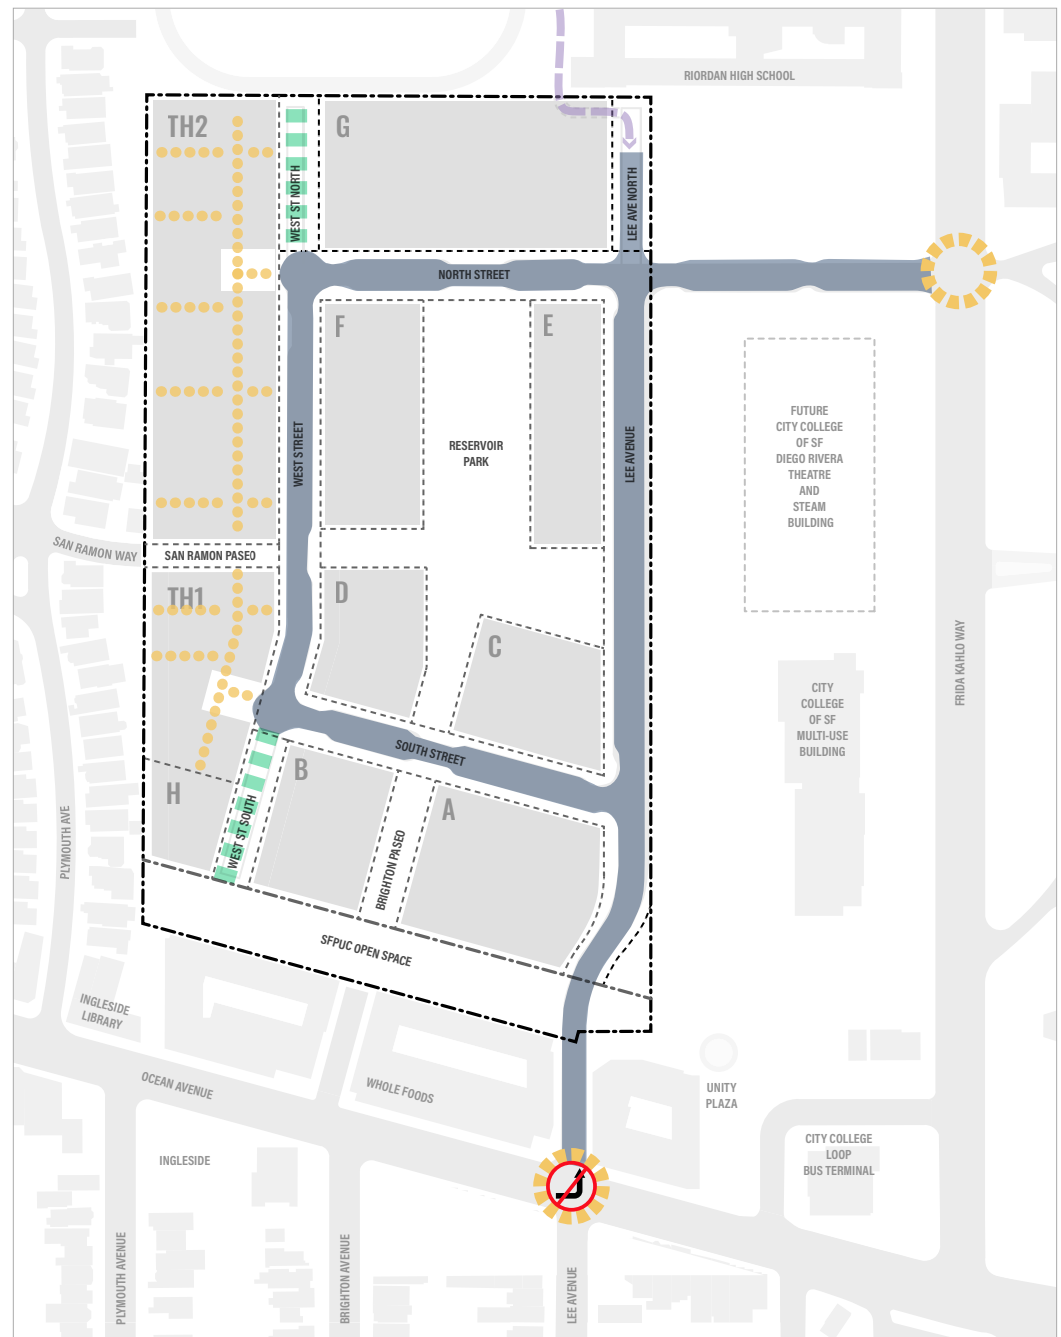 RIORDAN HIGH SCHOOL
TH2
G
WEST ST NORTH
LEE AVE NORTH
NORTH STREET
F
E
WEST STREET
RESERVOIR
PARK
LEE AVENUE
FUTURE
CITY COLLEGE
OF SF
DIEGO RIVERA
THEATRE
AND
STEAM
BUILDING
SAN RAMON WAY
SAN RAMON PASEO
TH1
D
C
FRIDA KAHLO WAY
CITY
COLLEGE
OF SF
MULTI-USE
BUILDING
SOUTH STREET
B
H
A
WEST ST SOUTH
BRIGHTON PASEO
PLYMOUTH AVE
SFPUC OPEN SPACE
INGLESIDE
LIBRARY
OCEAN AVENUE
WHOLE FOODS
UNITY
PLAZA
CITY COLLEGE
LOOP
BUS TERMINAL
INGLESIDE
PLYMOUTH AVENUE
BRIGHTON AVENUE
LEE AVENUE